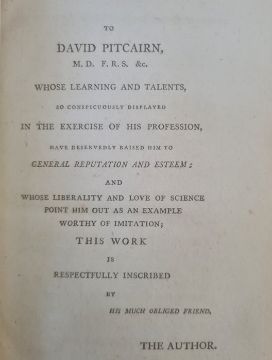 TO
DAVID PITCAIRN,
M. D. F. R. S. &c.
WHOSE LEARNING AND TALENTS,
SO CONSPICUOUSLY DISPLAYED
IN THE EXERCISE OF HIS PROFESSION,
HAVE DESERVEDLY RAISED HIM TO
GENERAL REPUTATION AND ESTEEM;
AND
WHOSE LIBERALITY AND LOVE OF SCIENCE
POINT HIM OUT AS AN EXAMPLE
WORTHY OF IMITATION;
THIS WORK
IS
RESPECTFULLY INSCRIBED
BY
HIS MUCH OBLIGED FRIEND,
THE AUTHOR.